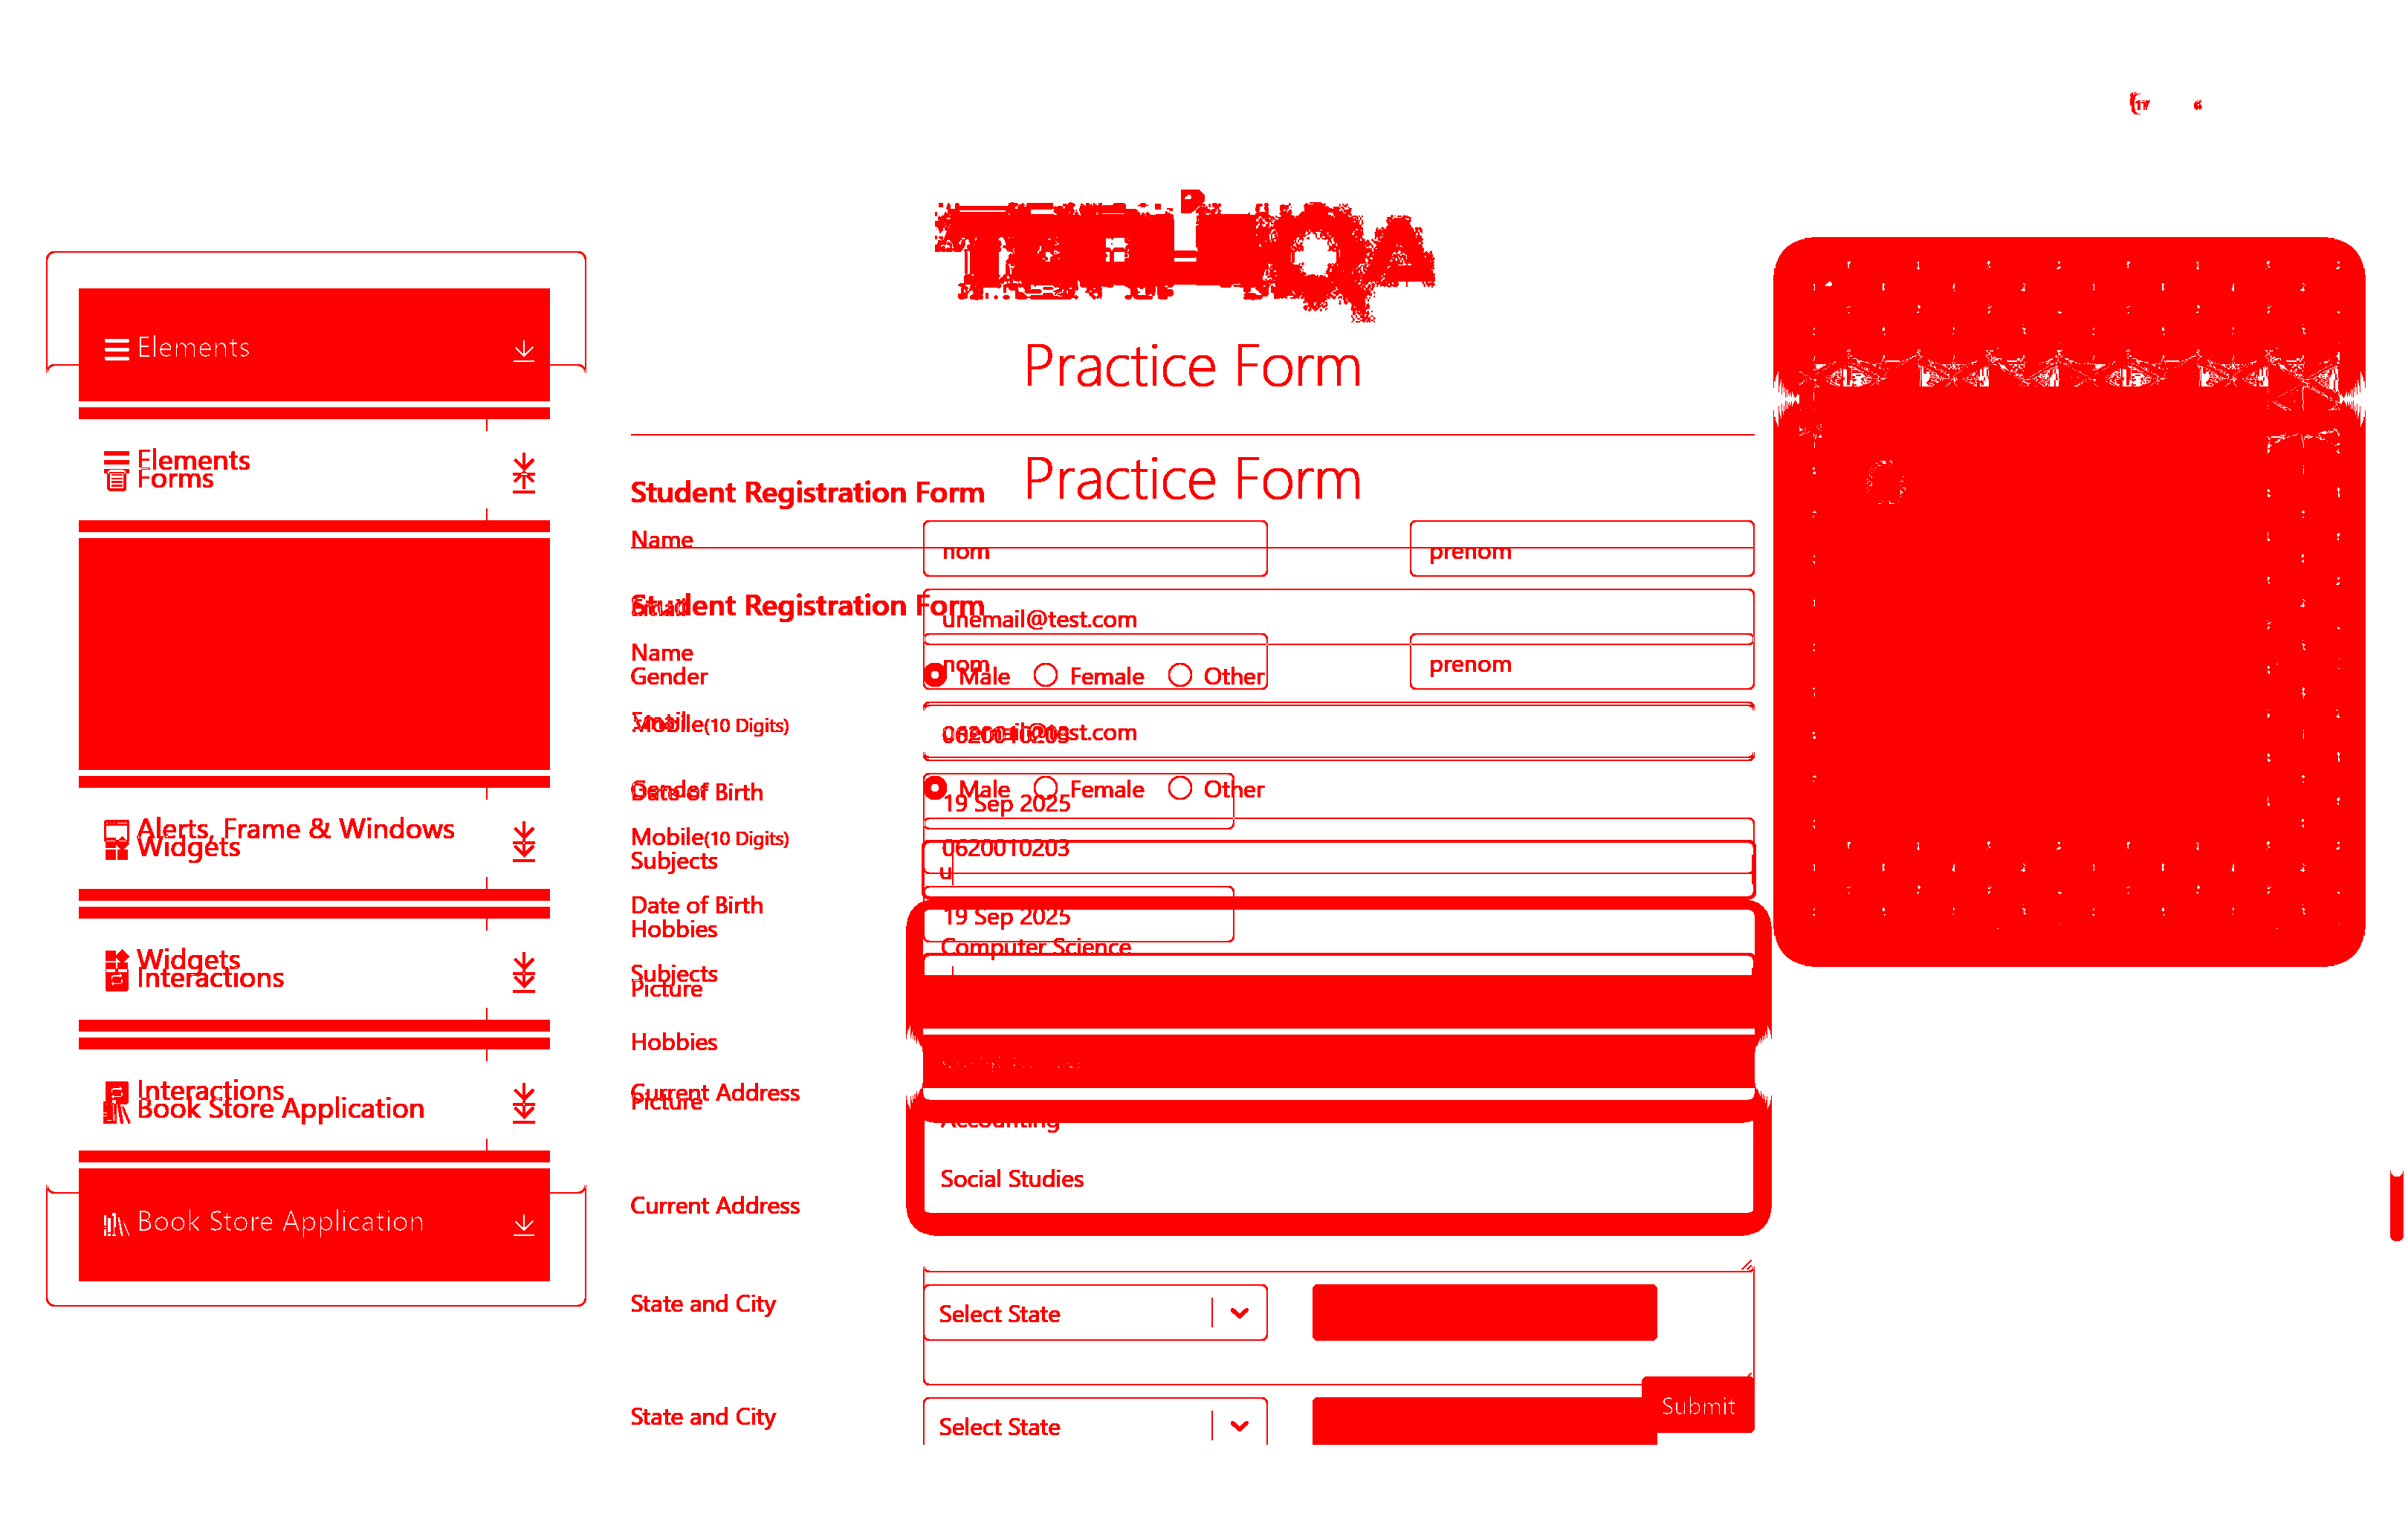 Elements
Practice Form
Elements
Forms
Practice Form
Student Registration Form
Name
nom
prenom
Student Registration Form
Email
unemail@test.com
Name
nom
prenom
Gender
Male
Female
Other
Email
unemail@test.com
Mobile(10 Digits)
0620010203
Gender
Male
Female
Other
Date of Birth
19 Sep 2025
Alerts, Frame & Windows
Widgets
Mobile(10 Digits)
0620010203
Subjects
u
Date of Birth
19 Sep 2025
Hobbies
Computer Science
Widgets
Interactions
Subjects
Picture
Hobbies
Interactions
Book Store Application
Current Address
Picture
Accounting
Social Studies
Current Address
Book Store Application
State and City
Select State
Submit
State and City
Select State